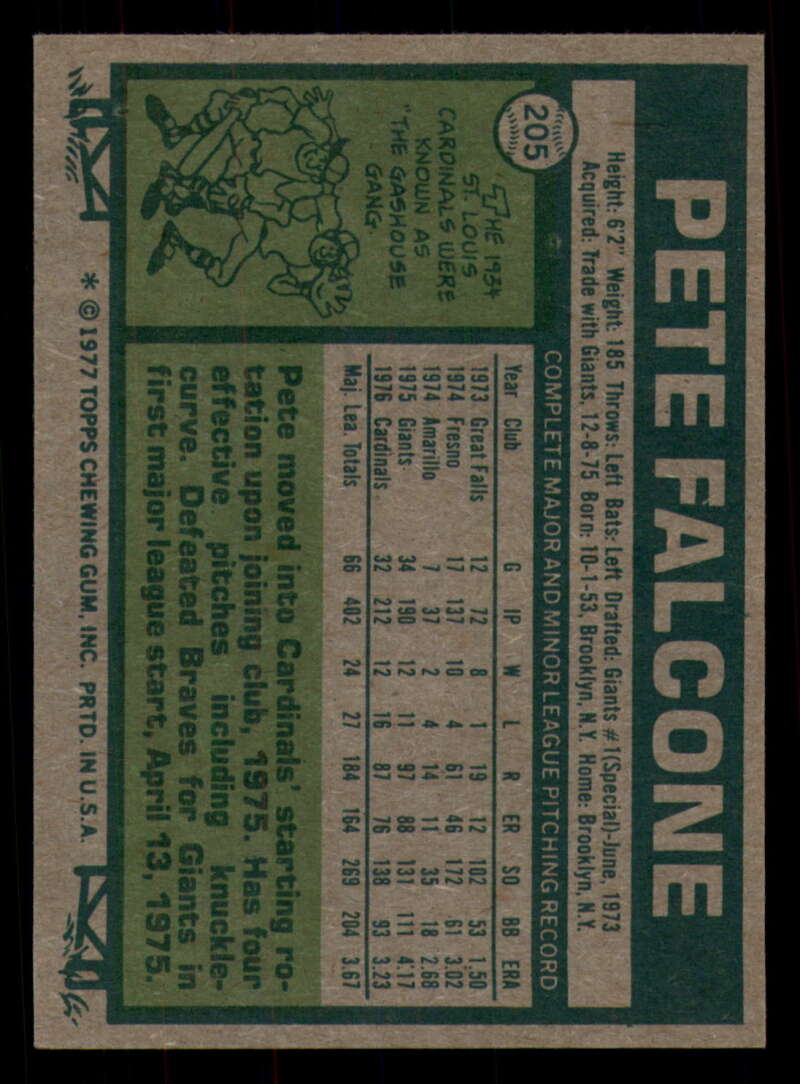 205
PETE FALCONE
Height: 6'2" Weight: 185 Throws: Left Bats: Left Drafted: Giants #1(Special)-June, 1973
Acquired: Trade with Giants, 12-8-75 Born: 10-1-53, Brooklyn, N.Y. Home: Brooklyn, N.Y.
COMPLETE MAJOR AND MINOR LEAGUE PITCHING RECORD
Year Club G IP W L R ER SO BB ERA
1973 Great Falls 12 72 8 1 19 12 102 53 1.50
1974 Fresno 17 137 10 4 61 46 172 61 3.02
1974 Amarillo 7 37 2 4 14 11 35 18 2.68
1975 Giants 34 190 12 11 97 88 131 111 4.17
1976 Cardinals 32 212 12 16 87 76 138 93 3.23
Maj. Lea. Totals 66 402 24 27 184 164 269 204 3.67
THE 1934
ST. LOUIS
CARDINALS WERE
KNOWN AS
"THE GASHOUSE
GANG.
Pete moved into Cardinals' starting ro-
tation upon joining club, 1975. Has four
effective pitches including knuckle-
curve. Defeated Braves for Giants in
first major league start, April 13, 1975.
* © 1977 TOPPS CHEWING GUM, INC. PRTD. IN U.S.A.